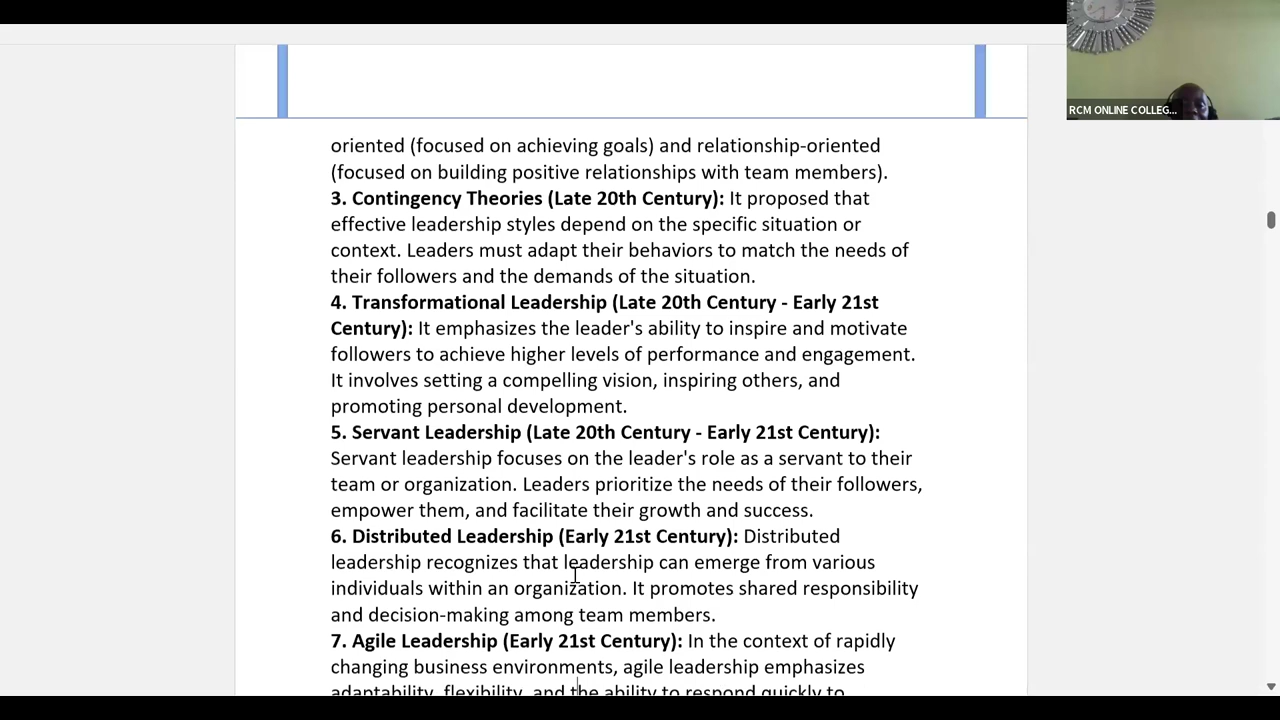 RCM ONLINE COLLEG...
oriented (focused on achieving goals) and relationship-oriented
(focused on building positive relationships with team members).
3. Contingency Theories (Late 20th Century): It proposed that
effective leadership styles depend on the specific situation or
context. Leaders must adapt their behaviors to match the needs of
their followers and the demands of the situation.
4. Transformational Leadership (Late 20th Century - Early 21st
Century): It emphasizes the leader's ability to inspire and motivate
followers to achieve higher levels of performance and engagement.
It involves setting a compelling vision, inspiring others, and
promoting personal development.
5. Servant Leadership (Late 20th Century - Early 21st Century):
Servant leadership focuses on the leader's role as a servant to their
team or organization. Leaders prioritize the needs of their followers,
empower them, and facilitate their growth and success.
6. Distributed Leadership (Early 21st Century): Distributed
leadership recognizes that leadership can emerge from various
individuals within an organization. It promotes shared responsibility
and decision-making among team members.
7. Agile Leadership (Early 21st Century): In the context of rapidly
changing business environments, agile leadership emphasizes
adaptability, flexibility, and the ability to respond quickly to